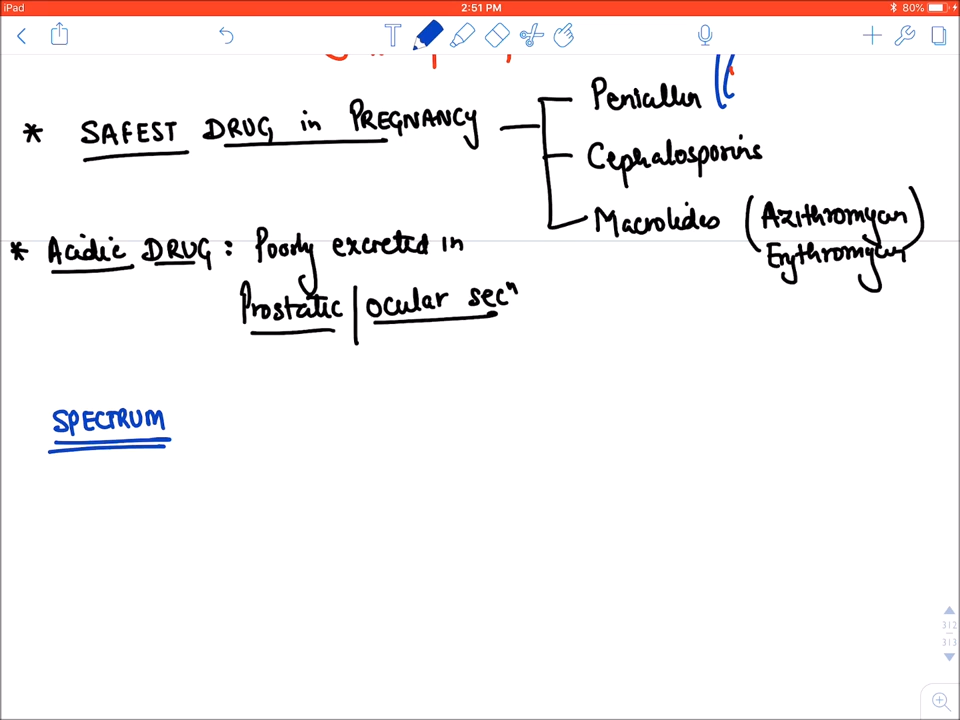 iPad 2:51 PM 80%
T
* SAFEST DRUG in PREGNANCY
Penicillin
Cephalosporins
Macrolides (Azithromycin
Erythromycin)
* Acidic DRUG : Poorly excreted in
Prostatic | ocular secⁿ
SPECTRUM
312
313